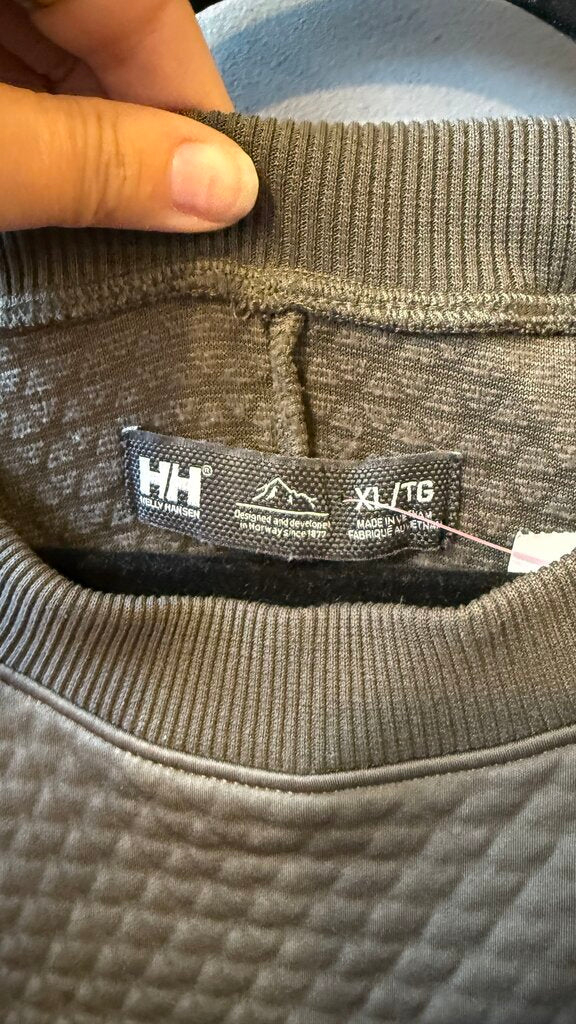 HH®
HELLY HANSEN
Designed and developed
in Norway since 1877
XL/TG
MADE IN VIETNAM
FABRIQUE AU VIETNAM